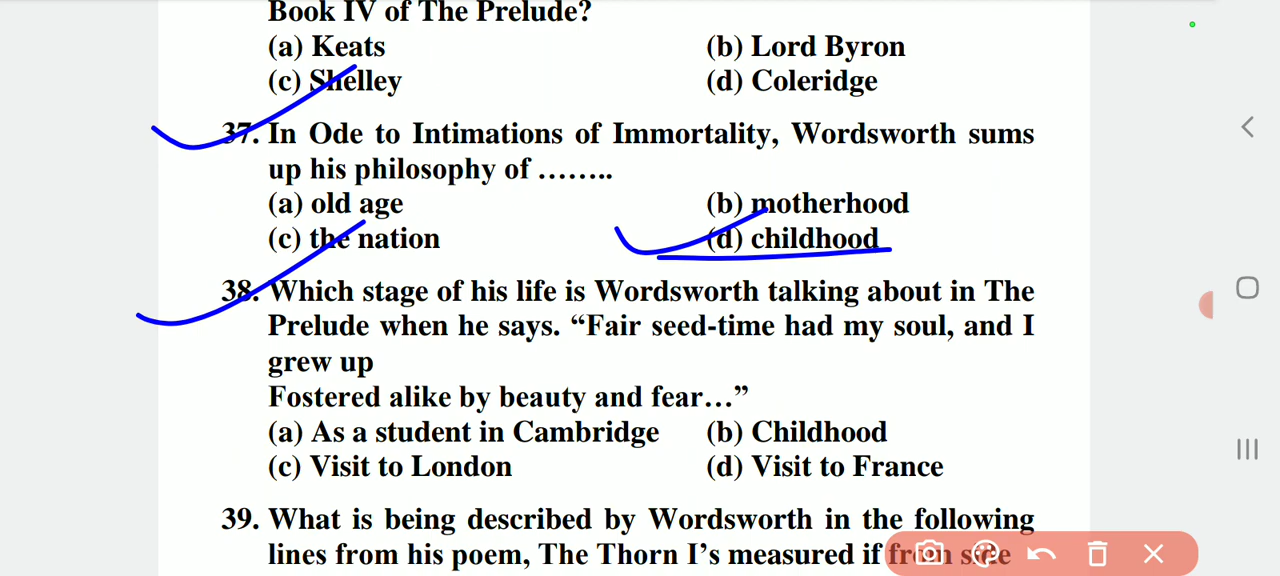 Book IV of The Prelude?
(a) Keats (b) Lord Byron
(c) Shelley (d) Coleridge
37. In Ode to Intimations of Immortality, Wordsworth sums
up his philosophy of ........
(a) old age (b) motherhood
(c) the nation (d) childhood
38. Which stage of his life is Wordsworth talking about in The
Prelude when he says. “Fair seed-time had my soul, and I
grew up
Fostered alike by beauty and fear…”
(a) As a student in Cambridge (b) Childhood
(c) Visit to London (d) Visit to France
39. What is being described by Wordsworth in the following
lines from his poem, The Thorn I’s measured if from side